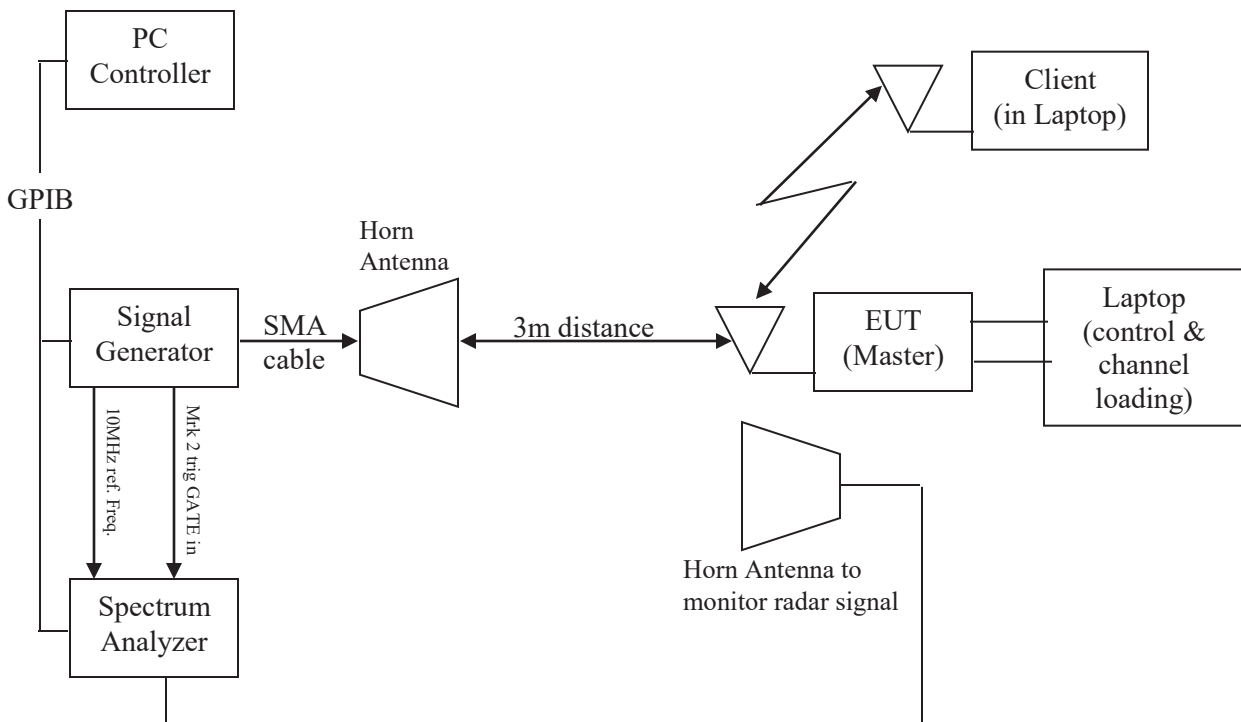 PC
Controller
Client
(in Laptop)
GPIB
Horn
Antenna
Signal
Generator
SMA
cable
3m distance
EUT
(Master)
Laptop
(control &
channel
loading)
10MHz ref. Freq.
Mrk 2 trig GATE in
Horn Antenna to
monitor radar signal
Spectrum
Analyzer